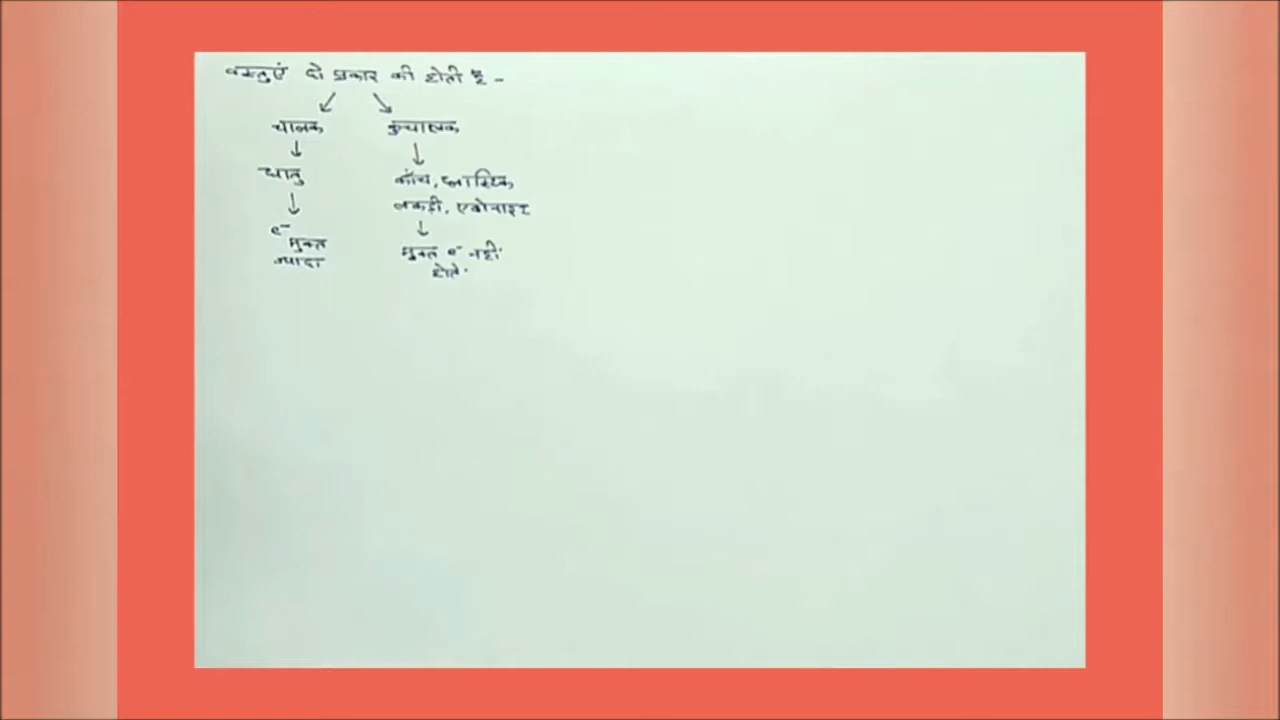 वस्तुएं दो प्रकार की होती है -
चालक
कुचालक
धातु
काँच, प्लास्टिक
लकड़ी, एबोनाइट
e⁻ मुक्त
ज्यादा
मुक्त e⁻ नहीं
होते.